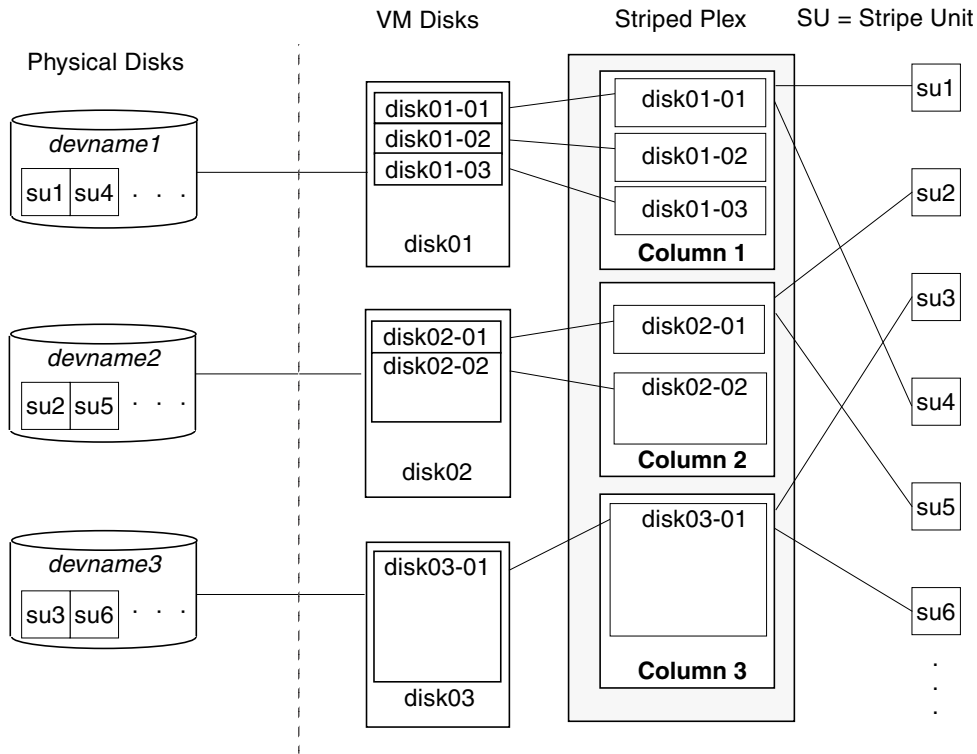 VM Disks
Striped Plex
SU = Stripe Unit
Physical Disks
devname1
su1 su4 . . .
disk01-01
disk01-02
disk01-03
disk01
disk01-01
disk01-02
disk01-03
Column 1
su1
su2
su3
devname2
su2 su5 . . .
disk02-01
disk02-02
disk02
disk02-01
disk02-02
Column 2
su4
su5
devname3
su3 su6 . . .
disk03-01
disk03
disk03-01
Column 3
su6
.
.
.